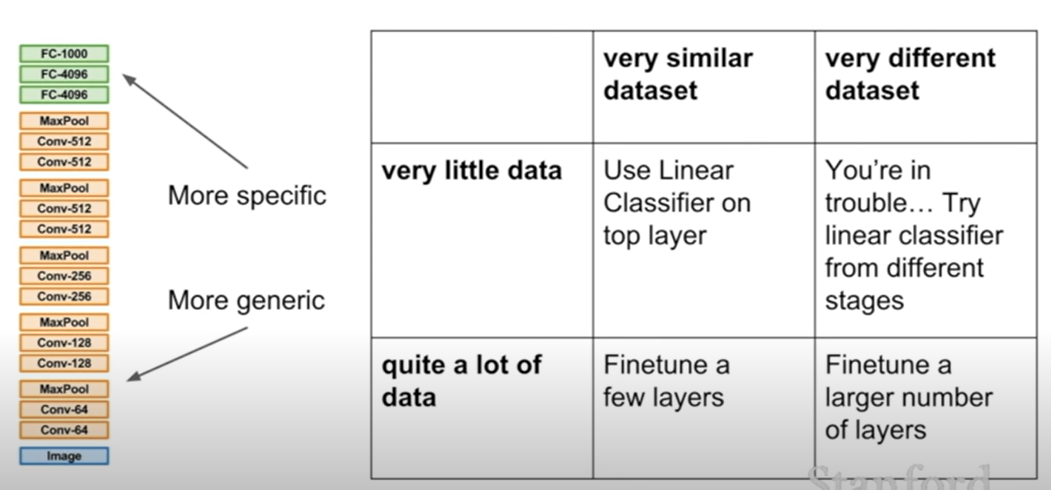 FC-1000
FC-4096
FC-4096
MaxPool
Conv-512
Conv-512
MaxPool
Conv-512
Conv-512
MaxPool
Conv-256
Conv-256
MaxPool
Conv-128
Conv-128
MaxPool
Conv-64
Conv-64
Image
More specific
More generic
very similar
dataset
very different
dataset
very little data
Use Linear
Classifier on
top layer
You're in
trouble... Try
linear classifier
from different
stages
quite a lot of
data
Finetune a
few layers
Finetune a
larger number
of layers
Stanford